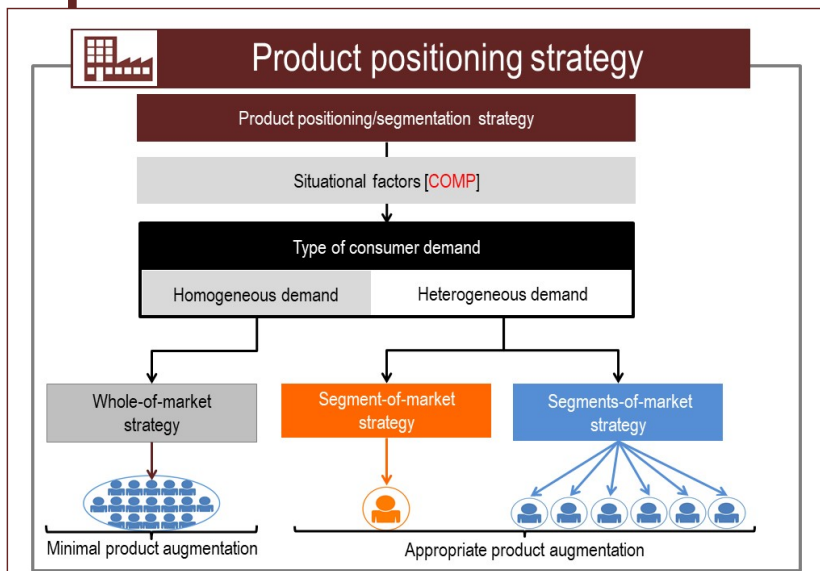 Product positioning strategy
Product positioning/segmentation strategy
Situational factors [COMP]
Type of consumer demand
Homogeneous demand
Heterogeneous demand
Whole-of-market
strategy
Segment-of-market
strategy
Segments-of-market
strategy
Minimal product augmentation
Appropriate product augmentation